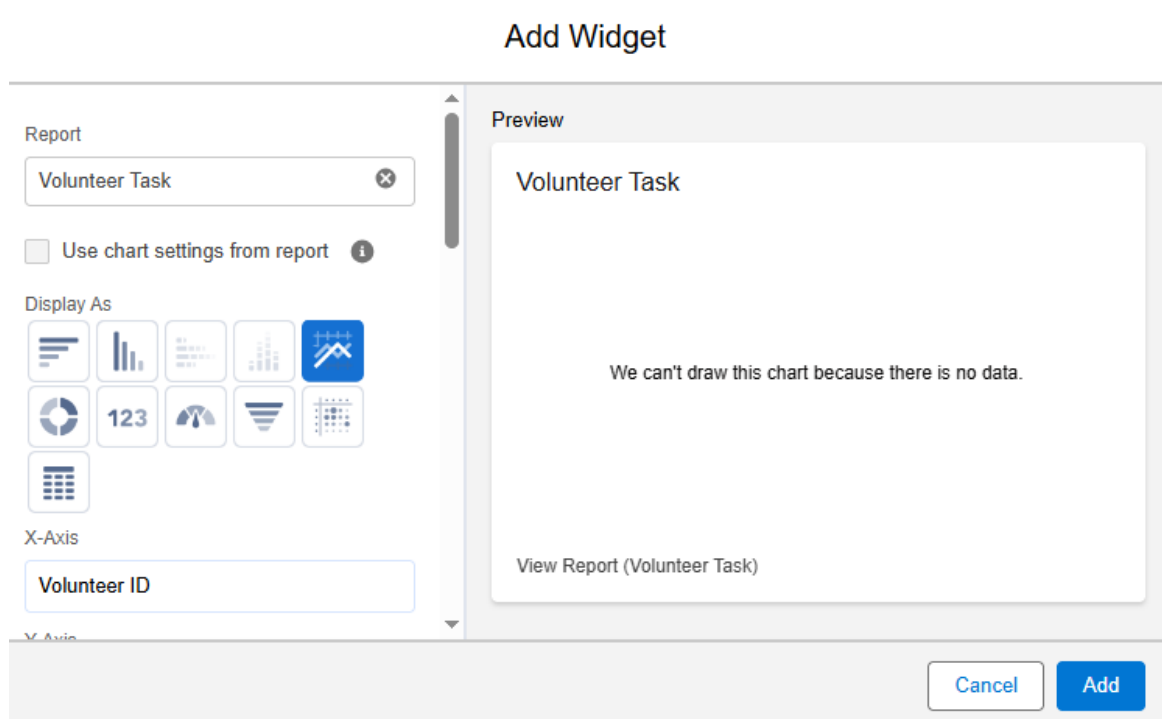 Add Widget
Report
Volunteer Task
Use chart settings from report
Display As
123
X-Axis
Volunteer ID
Y-Axis
Preview
Volunteer Task
We can't draw this chart because there is no data.
View Report (Volunteer Task)
Cancel
Add